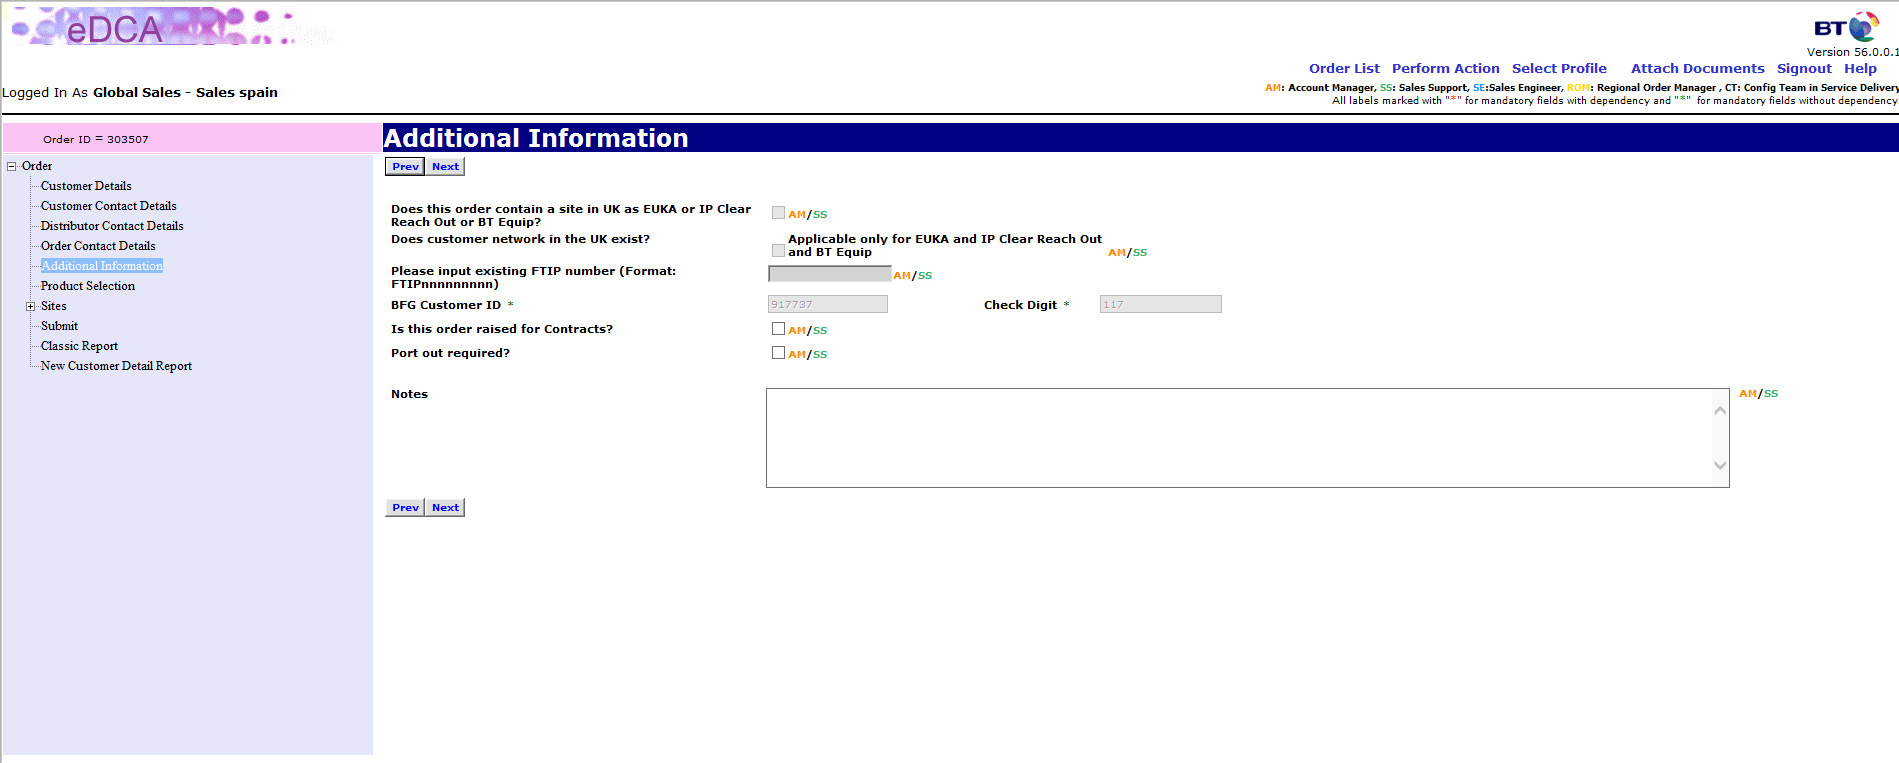 eDCA
BT
Version 56.0.0.1
Order List Perform Action Select Profile Attach Documents Signout Help
Logged In As Global Sales - Sales spain
AM: Account Manager, SS: Sales Support, SE:Sales Engineer, ROM: Regional Order Manager , CT: Config Team in Service Delivery
All labels marked with "*" for mandatory fields with dependency and "*" for mandatory fields without dependency
Order ID = 303507
Additional Information
Order
Customer Details
Customer Contact Details
Distributor Contact Details
Order Contact Details
Additional Information
Product Selection
Sites
Submit
Classic Report
New Customer Detail Report
Prev Next
Does this order contain a site in UK as EUKA or IP Clear
Reach Out or BT Equip?
AM/SS
Does customer network in the UK exist?
Applicable only for EUKA and IP Clear Reach Out
and BT Equip
AM/SS
Please input existing FTIP number (Format:
FTIPnnnnnnnnn)
AM/SS
BFG Customer ID * 917737 Check Digit * 117
Is this order raised for Contracts? AM/SS
Port out required? AM/SS
Notes AM/SS
Prev Next